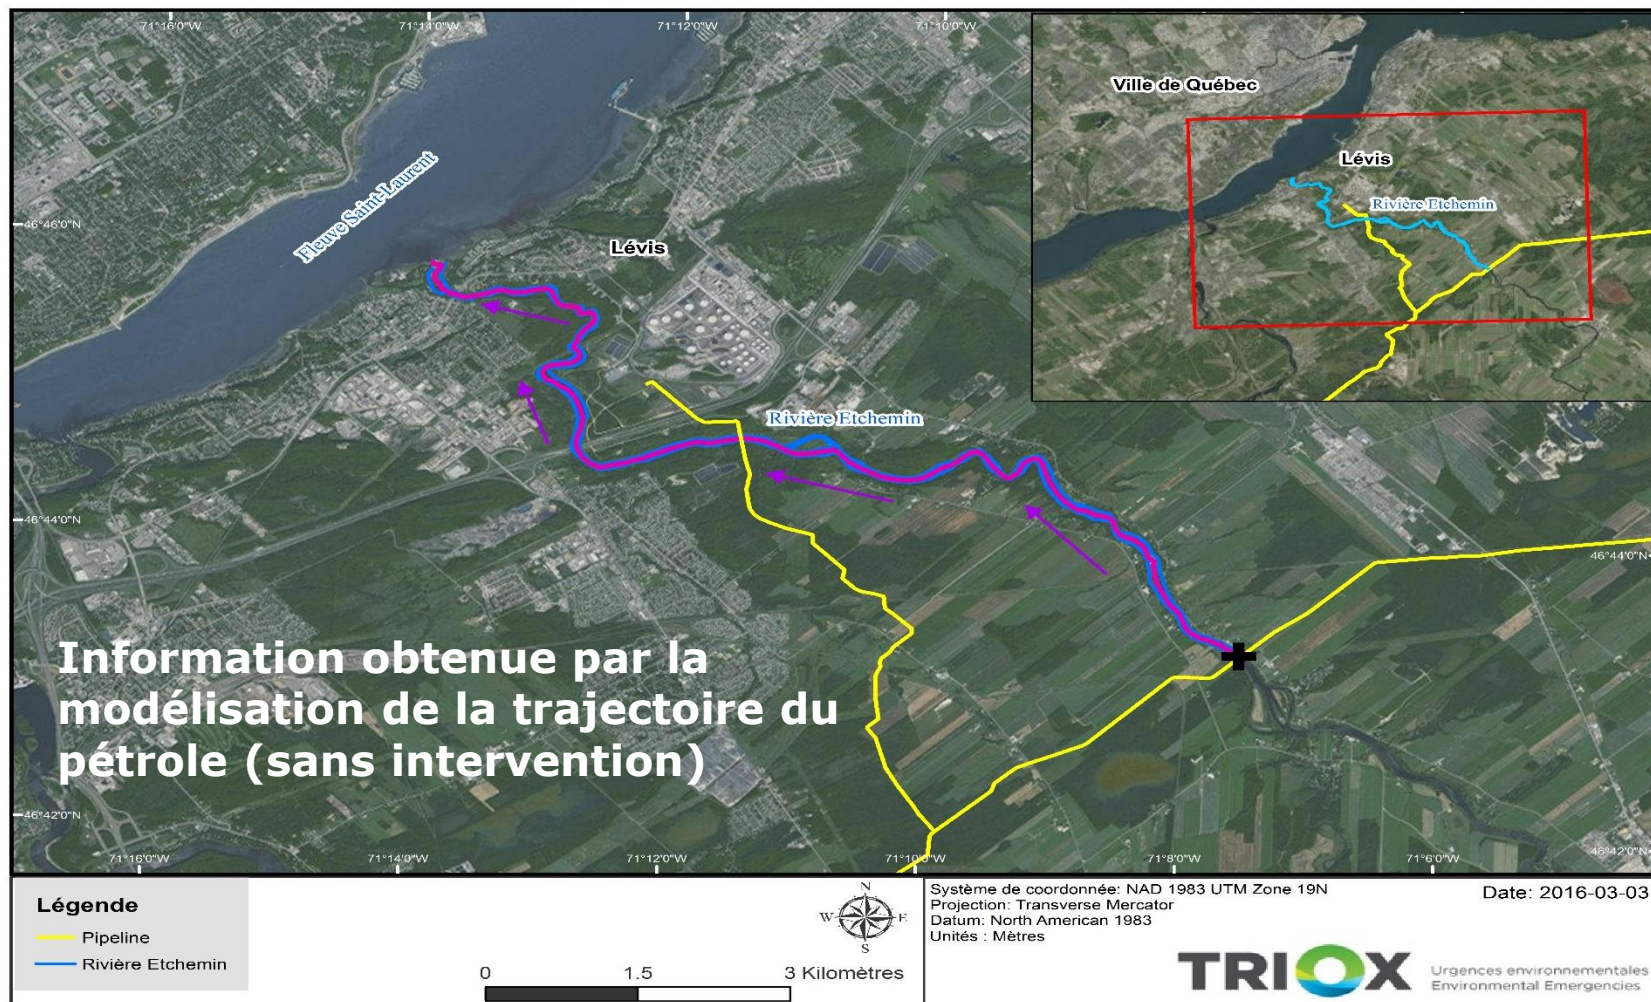 71°16'0"W
71°14'0"W
71°12'0"W
71°10'0"W
Ville de Québec
Lévis
Rivière Etchemin
Fleuve Saint-Laurent
46°46'0"N
Lévis
Rivière Etchemin
46°44'0"N
46°44'0"N
Information obtenue par la
modélisation de la trajectoire du
pétrole (sans intervention)
46°42'0"N
46°42'0"N
71°16'0"W
71°14'0"W
71°12'0"W
71°10'0"W
71°8'0"W
71°6'0"W
Légende
Pipeline
Rivière Etchemin
N
W
E
S
0 1.5 3 Kilomètres
Système de coordonnée: NAD 1983 UTM Zone 19N
Projection: Transverse Mercator
Datum: North American 1983
Unités : Mètres
Date: 2016-03-03
TRIOX
Urgences environnementales
Environmental Emergencies